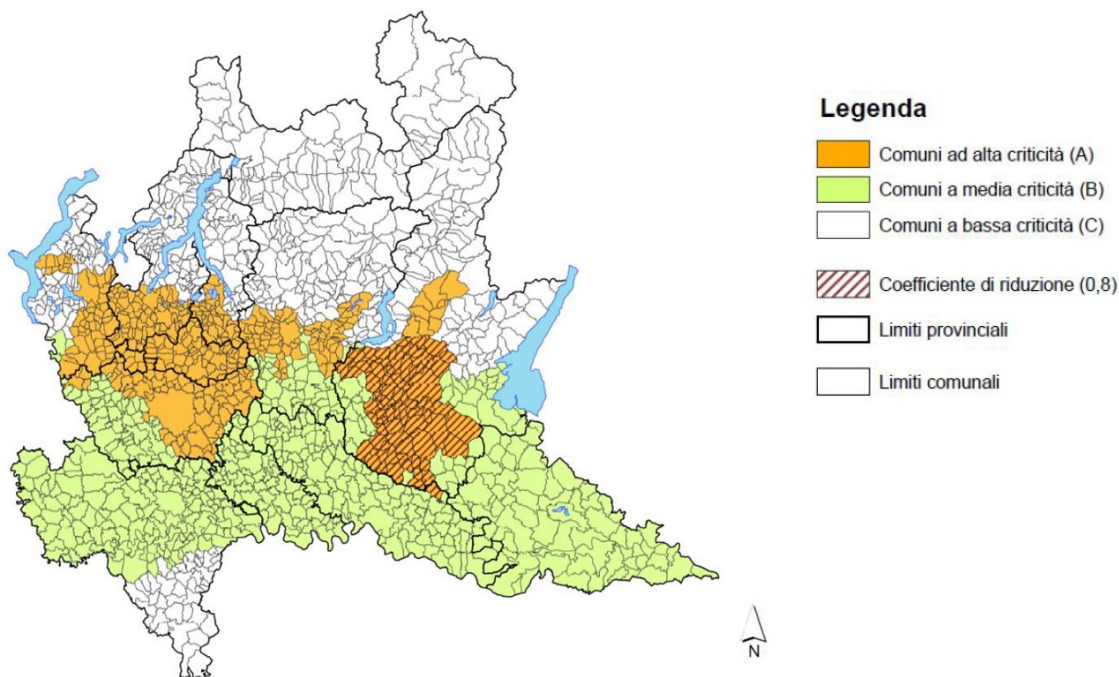 Legenda
Comuni ad alta criticità (A)
Comuni a media criticità (B)
Comuni a bassa criticità (C)
Coefficiente di riduzione (0,8)
Limiti provinciali
Limiti comunali
N